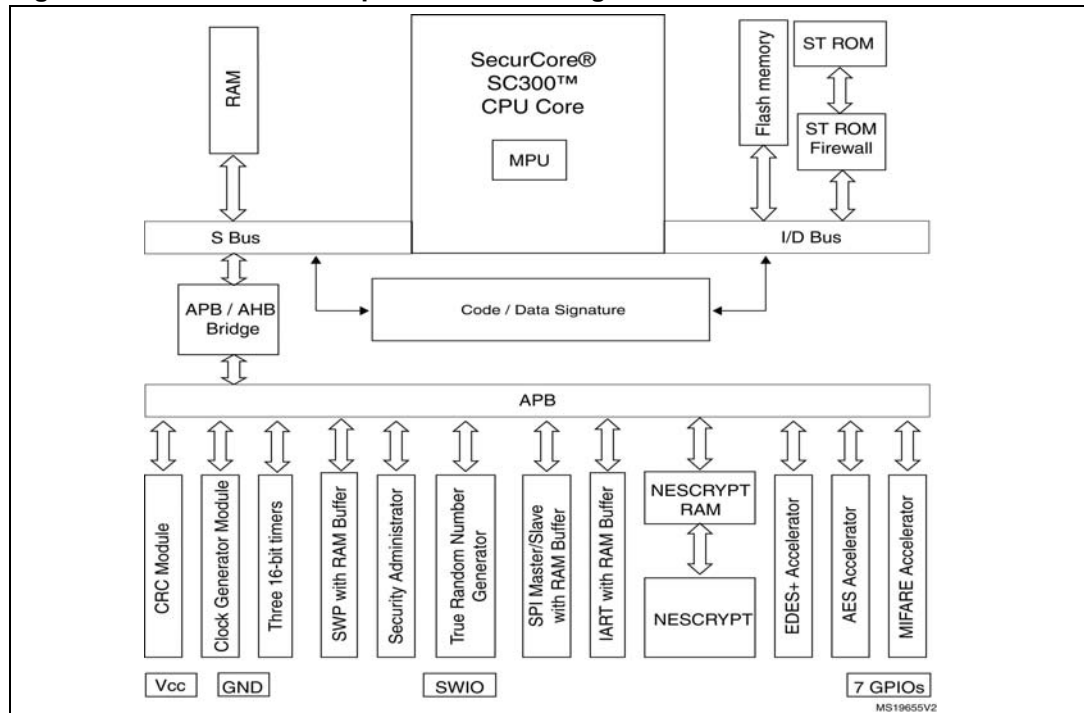 RAM
SecurCore®
SC300™
CPU Core
MPU
Flash memory
ST ROM
ST ROM
Firewall
S Bus
I/D Bus
APB / AHB
Bridge
Code / Data Signature
APB
CRC Module
Clock Generator Module
Three 16-bit timers
SWP with RAM Buffer
Security Administrator
True Random Number
Generator
SPI Master/Slave
with RAM Buffer
IART with RAM Buffer
NESCRYPT
RAM
NESCRYPT
EDES+ Accelerator
AES Accelerator
MIFARE Accelerator
Vcc
GND
SWIO
7 GPIOs
MS19655V2